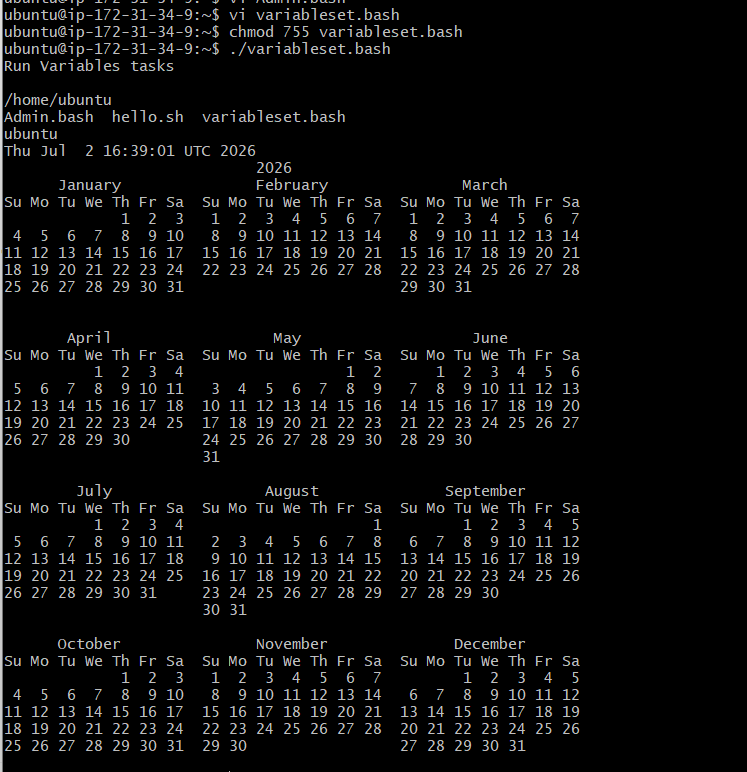 ubuntu@ip-172-31-34-9:~$ vi Admin.bash
ubuntu@ip-172-31-34-9:~$ vi variableset.bash
ubuntu@ip-172-31-34-9:~$ chmod 755 variableset.bash
ubuntu@ip-172-31-34-9:~$ ./variableset.bash
Run Variables tasks

/home/ubuntu
Admin.bash  hello.sh  variableset.bash
ubuntu
Thu Jul  2 16:39:01 UTC 2026
                            2026
      January               February               March
Su Mo Tu We Th Fr Sa  Su Mo Tu We Th Fr Sa  Su Mo Tu We Th Fr Sa
             1  2  3   1  2  3  4  5  6  7   1  2  3  4  5  6  7
 4  5  6  7  8  9 10   8  9 10 11 12 13 14   8  9 10 11 12 13 14
11 12 13 14 15 16 17  15 16 17 18 19 20 21  15 16 17 18 19 20 21
18 19 20 21 22 23 24  22 23 24 25 26 27 28  22 23 24 25 26 27 28
25 26 27 28 29 30 31                        29 30 31


       April                  May                   June
Su Mo Tu We Th Fr Sa  Su Mo Tu We Th Fr Sa  Su Mo Tu We Th Fr Sa
          1  2  3  4                  1  2      1  2  3  4  5  6
 5  6  7  8  9 10 11   3  4  5  6  7  8  9   7  8  9 10 11 12 13
12 13 14 15 16 17 18  10 11 12 13 14 15 16  14 15 16 17 18 19 20
19 20 21 22 23 24 25  17 18 19 20 21 22 23  21 22 23 24 25 26 27
26 27 28 29 30        24 25 26 27 28 29 30  28 29 30
                      31

        July                 August              September
Su Mo Tu We Th Fr Sa  Su Mo Tu We Th Fr Sa  Su Mo Tu We Th Fr Sa
          1  2  3  4                     1         1  2  3  4  5
 5  6  7  8  9 10 11   2  3  4  5  6  7  8   6  7  8  9 10 11 12
12 13 14 15 16 17 18   9 10 11 12 13 14 15  13 14 15 16 17 18 19
19 20 21 22 23 24 25  16 17 18 19 20 21 22  20 21 22 23 24 25 26
26 27 28 29 30 31     23 24 25 26 27 28 29  27 28 29 30
                      30 31

      October               November              December
Su Mo Tu We Th Fr Sa  Su Mo Tu We Th Fr Sa  Su Mo Tu We Th Fr Sa
             1  2  3   1  2  3  4  5  6  7         1  2  3  4  5
 4  5  6  7  8  9 10   8  9 10 11 12 13 14   6  7  8  9 10 11 12
11 12 13 14 15 16 17  15 16 17 18 19 20 21  13 14 15 16 17 18 19
18 19 20 21 22 23 24  22 23 24 25 26 27 28  20 21 22 23 24 25 26
25 26 27 28 29 30 31  29 30                 27 28 29 30 31